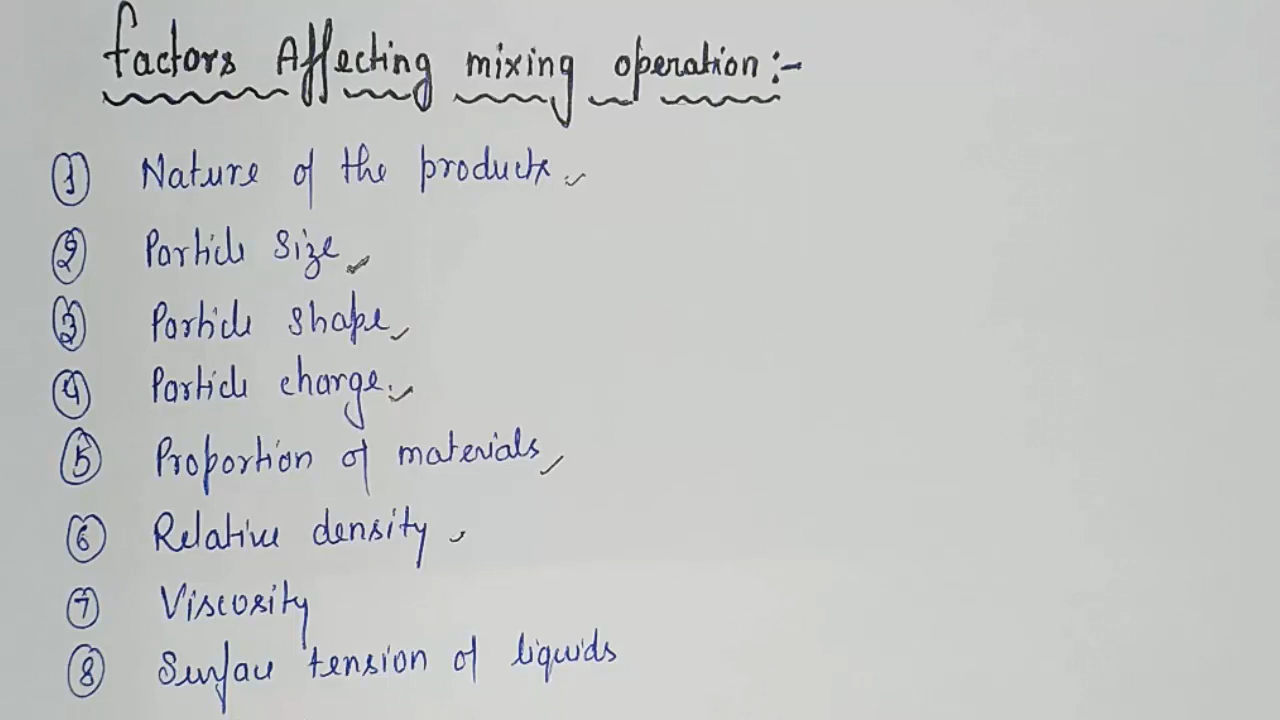 Factors Affecting mixing operation:-
① Nature of the products
② Particle size
③ Particle shape
④ Particle charge.
⑤ Proportion of materials
⑥ Relative density
⑦ Viscosity
⑧ Surface tension of liquids